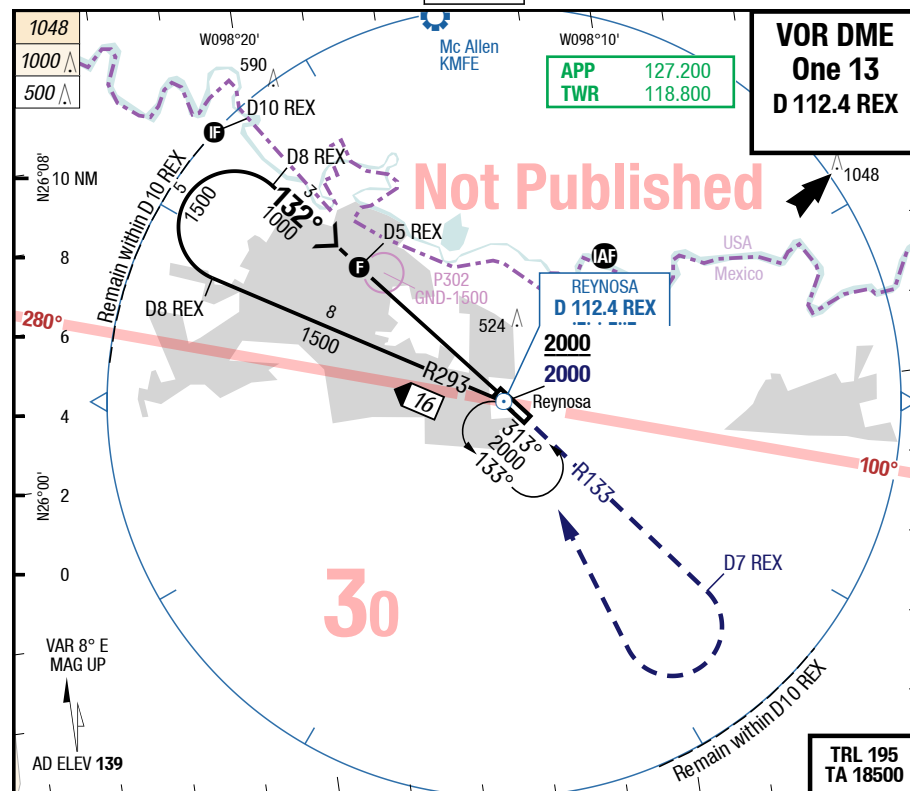 1048
1000
500
W098°20'
590
Mc Allen
KMFE
W098°10'
APP 127.200
TWR 118.800
VOR DME
One 13
D 112.4 REX
IF
D10 REX
D8 REX
N26°08'
10 NM
Remain within D10 REX
5
1500
3
132°
1000
Not Published
1048
D5 REX
F
P302
GND-1500
IAF
USA
Mexico
8
D8 REX
8
1500
REYNOSA
D 112.4 REX
524
2000
2000
280°
6
R293
16
Reynosa
4
313°
2000
133°
R133
100°
N26°00'
2
0
D7 REX
30
VAR 8° E
MAG UP
AD ELEV 139
Remain within D10 REX
TRL 195
TA 18500